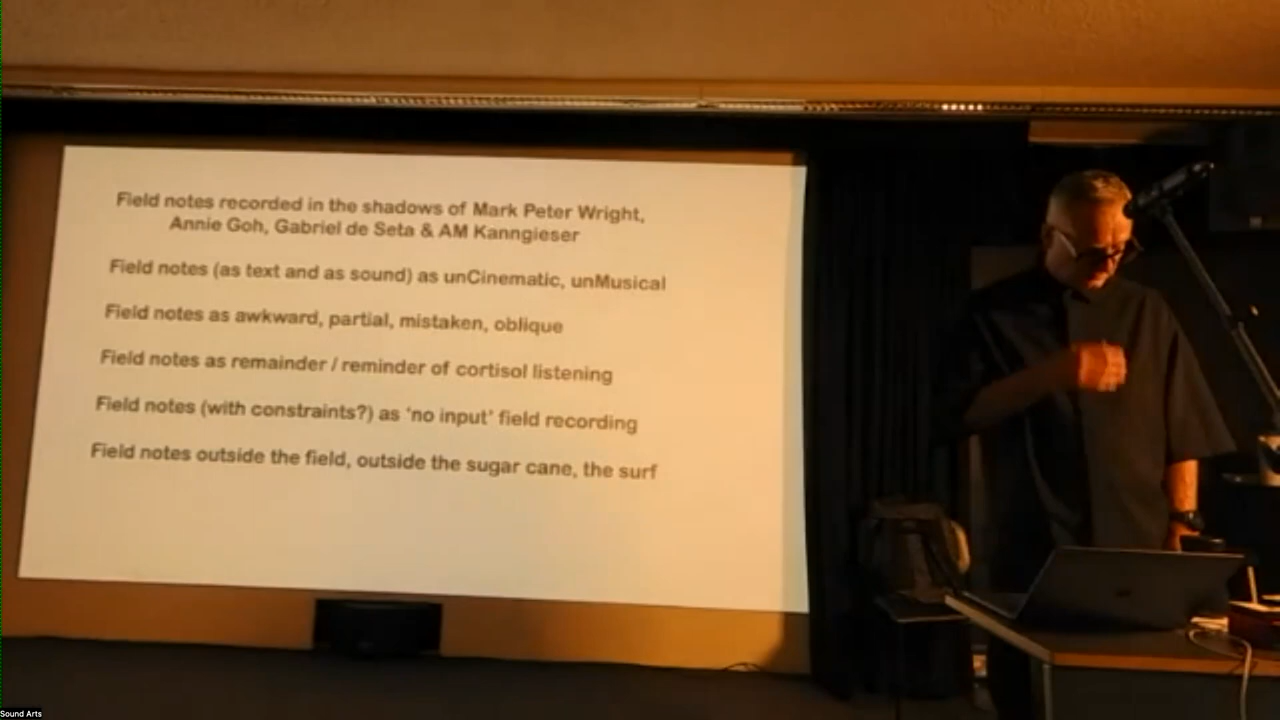 Field notes recorded in the shadows of Mark Peter Wright,
Annie Goh, Gabriel de Seta & AM Kanngieser
Field notes (as text and as sound) as unCinematic, unMusical
Field notes as awkward, partial, mistaken, oblique
Field notes as remainder / reminder of cortisol listening
Field notes (with constraints?) as ‘no input’ field recording
Field notes outside the field, outside the sugar cane, the surf
Sound Arts